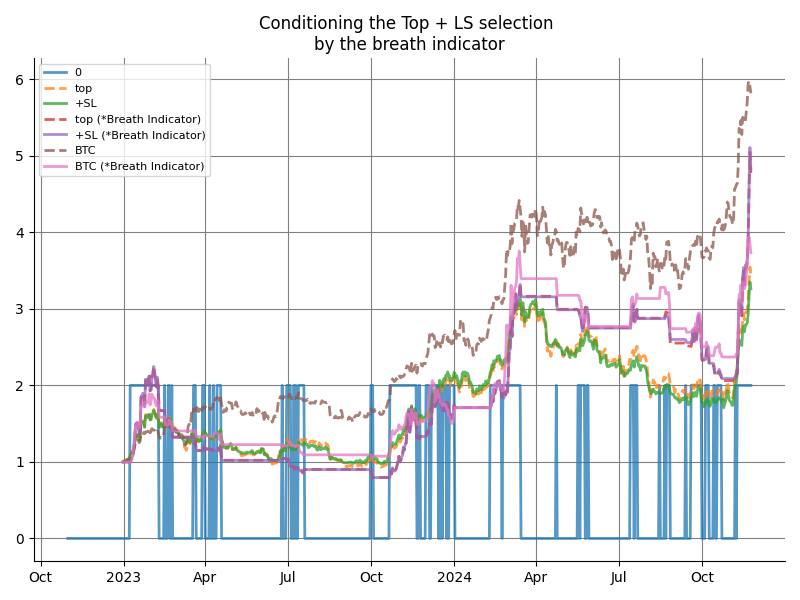 Conditioning the Top + LS selection
by the breath indicator
0
top
+SL
top (*Breath Indicator)
+SL (*Breath Indicator)
BTC
BTC (*Breath Indicator)
6
5
4
3
2
1
0
Oct
2023
Apr
Jul
Oct
2024
Apr
Jul
Oct